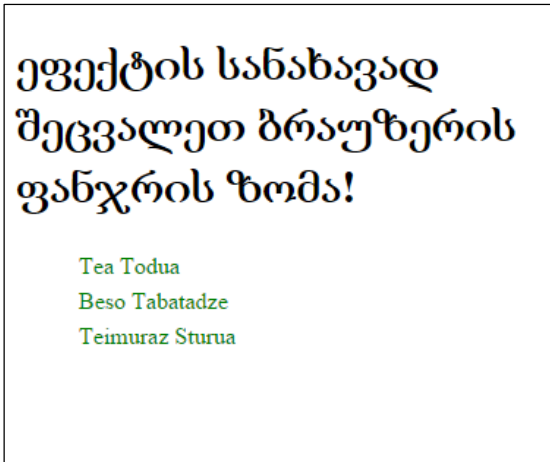 ეფექტის სანახავად
შეცვალეთ ბრაუზერის
ფანჯრის ზომა!
Tea Todua
Beso Tabatadze
Teimuraz Sturua